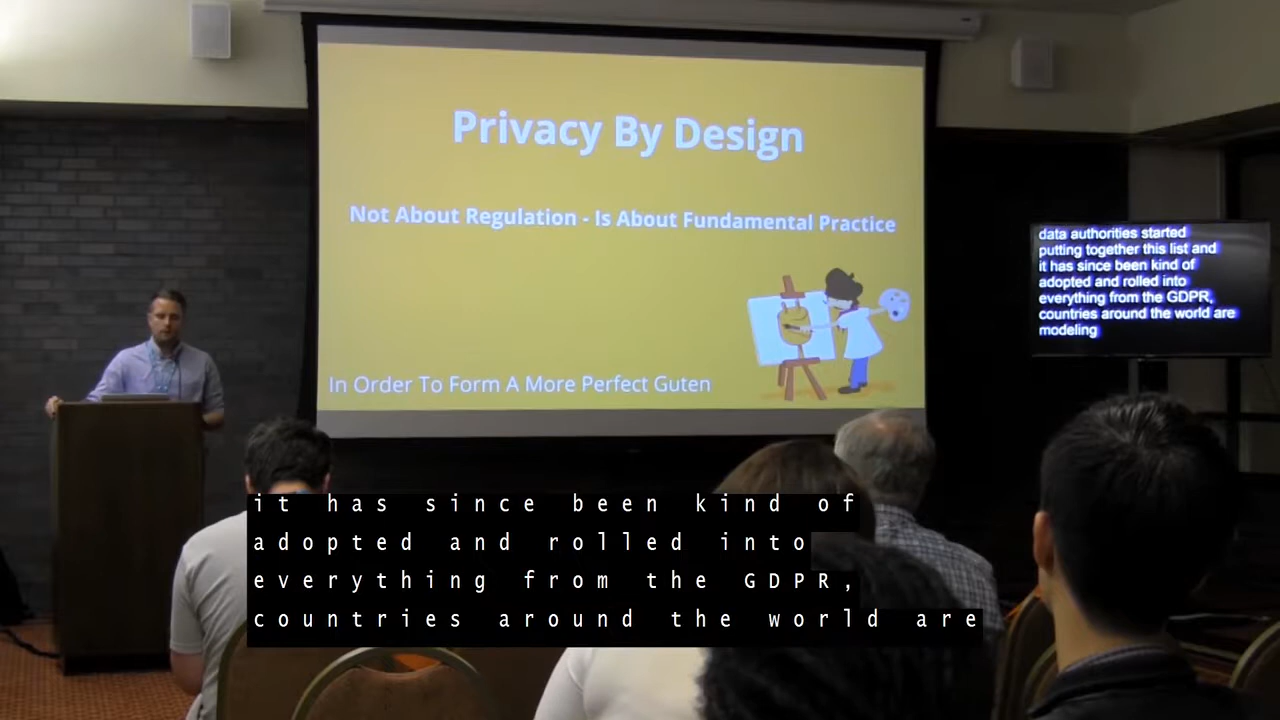 Privacy By Design
Not About Regulation - Is About Fundamental Practice
In Order To Form A More Perfect Guten
data authorities started
putting together this list and
it has since been kind of
adopted and rolled into
everything from the GDPR,
countries around the world are
modeling
it has since been kind of
adopted and rolled into
everything from the GDPR,
countries around the world are